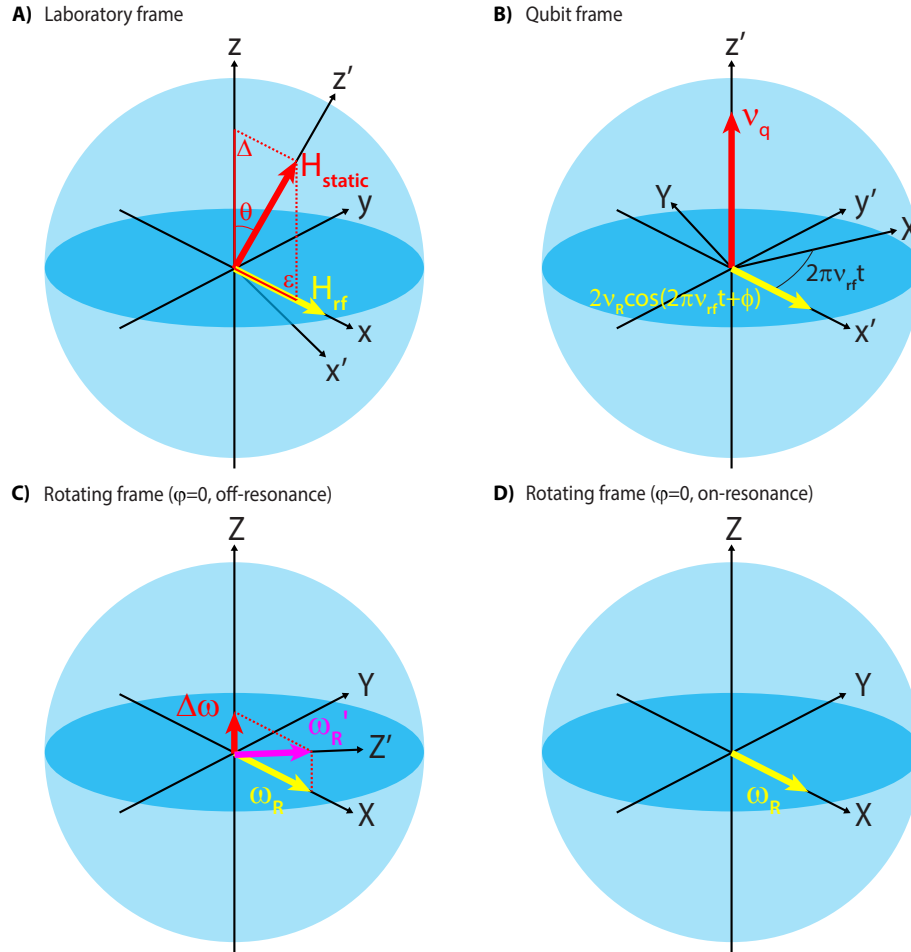 A) Laboratory frame
z
z′
Δ
H_static
θ
y
ε
H_rf
x
x′
B) Qubit frame
z′
ν_q
Y
y′
X
2πν_rf t
2ν_R cos(2πν_rf t+ϕ)
x′
C) Rotating frame (φ=0, off-resonance)
Z
Y
Δω
ω_R'
Z′
ω_R
X
D) Rotating frame (φ=0, on-resonance)
Z
Y
ω_R
X